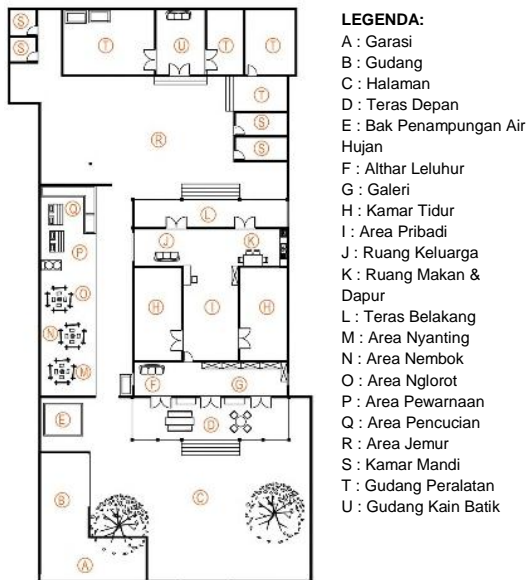 S
S
T
U
T
T
T
S
S
R
Q
L
J
K
P
O
H
I
H
N
M
F
G
E
D
B
C
A
LEGENDA:
A : Garasi
B : Gudang
C : Halaman
D : Teras Depan
E : Bak Penampungan Air
Hujan
F : Althar Leluhur
G : Galeri
H : Kamar Tidur
I : Area Pribadi
J : Ruang Keluarga
K : Ruang Makan &
Dapur
L : Teras Belakang
M : Area Nyanting
N : Area Nembok
O : Area Nglorot
P : Area Pewarnaan
Q : Area Pencucian
R : Area Jemur
S : Kamar Mandi
T : Gudang Peralatan
U : Gudang Kain Batik